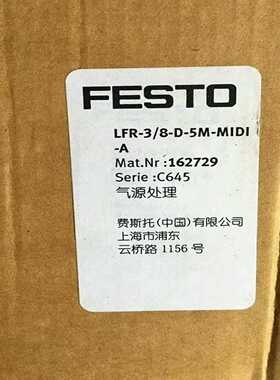 FESTO
LFR-3/8-D-5M-MIDI
-A
Mat.Nr :162729
Serie :C645
气源处理
费斯托(中国)有限公司
上海市浦东
云桥路 1156 号